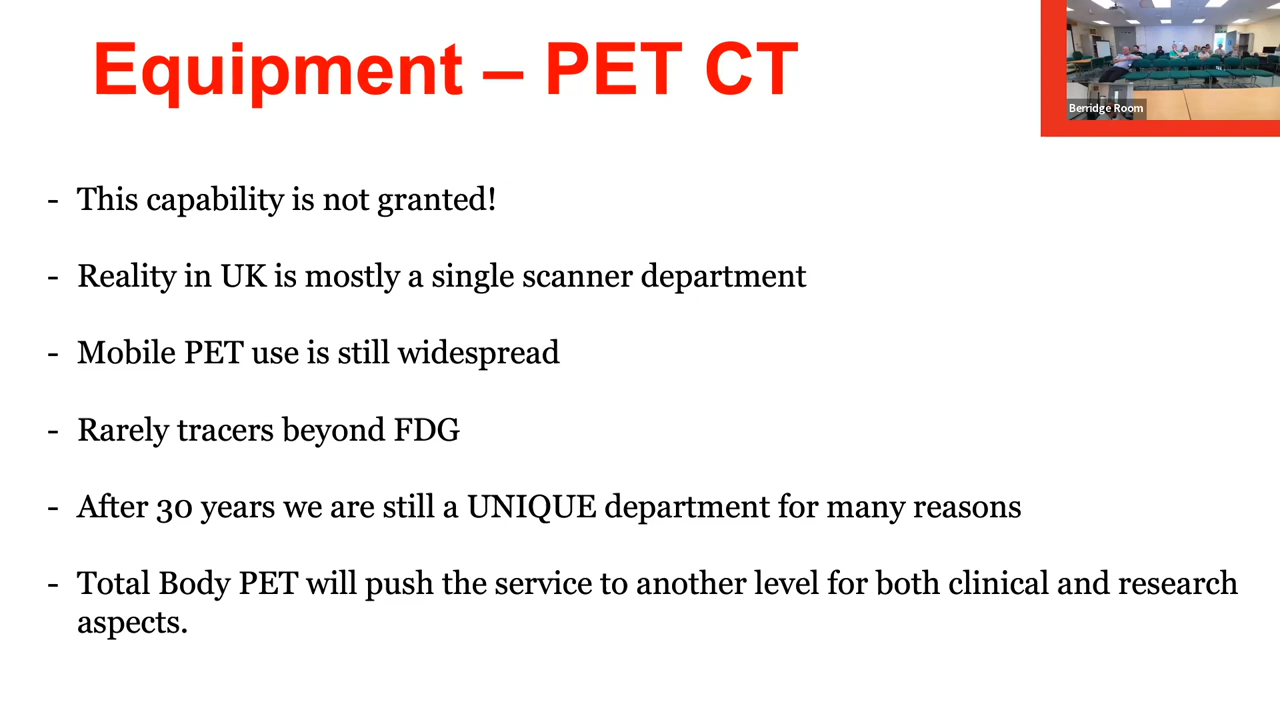 Equipment – PET CT
Berridge Room
- This capability is not granted!
- Reality in UK is mostly a single scanner department
- Mobile PET use is still widespread
- Rarely tracers beyond FDG
- After 30 years we are still a UNIQUE department for many reasons
- Total Body PET will push the service to another level for both clinical and research
aspects.